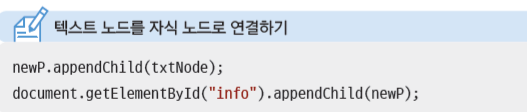 텍스트 노드를 자식 노드로 연결하기
newP.appendChild(txtNode);
document.getElementById("info").appendChild(newP);